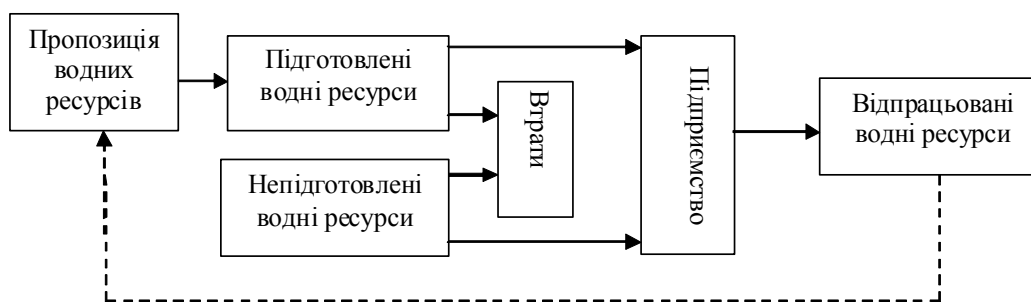 Пропозиція
водних
ресурсів
Підготовлені
водні ресурси
Непідготовлені
водні ресурси
Втрати
Підприємство
Відпрацьовані
водні ресурси